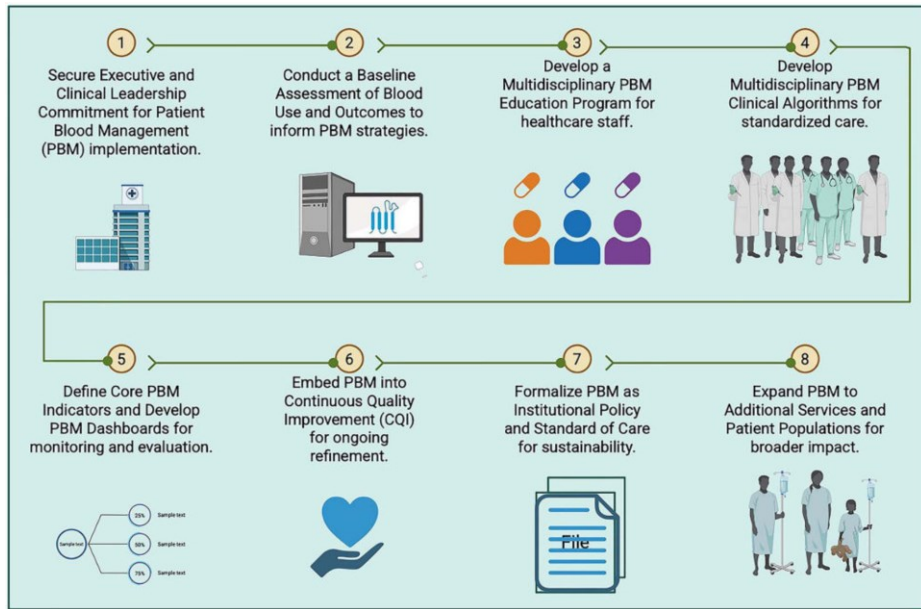 1
Secure Executive and
Clinical Leadership
Commitment for Patient
Blood Management
(PBM) implementation.
2
Conduct a Baseline
Assessment of Blood
Use and Outcomes to
inform PBM strategies.
3
Develop a
Multidisciplinary PBM
Education Program for
healthcare staff.
4
Develop
Multidisciplinary PBM
Clinical Algorithms for
standardized care.
5
Define Core PBM
Indicators and Develop
PBM Dashboards for
monitoring and evaluation.
Sample text
25% Sample text
50% Sample text
75% Sample text
6
Embed PBM into
Continuous Quality
Improvement (CQI)
for ongoing
refinement.
7
Formalize PBM as
Institutional Policy
and Standard of Care
for sustainability.
File
8
Expand PBM to
Additional Services and
Patient Populations for
broader impact.